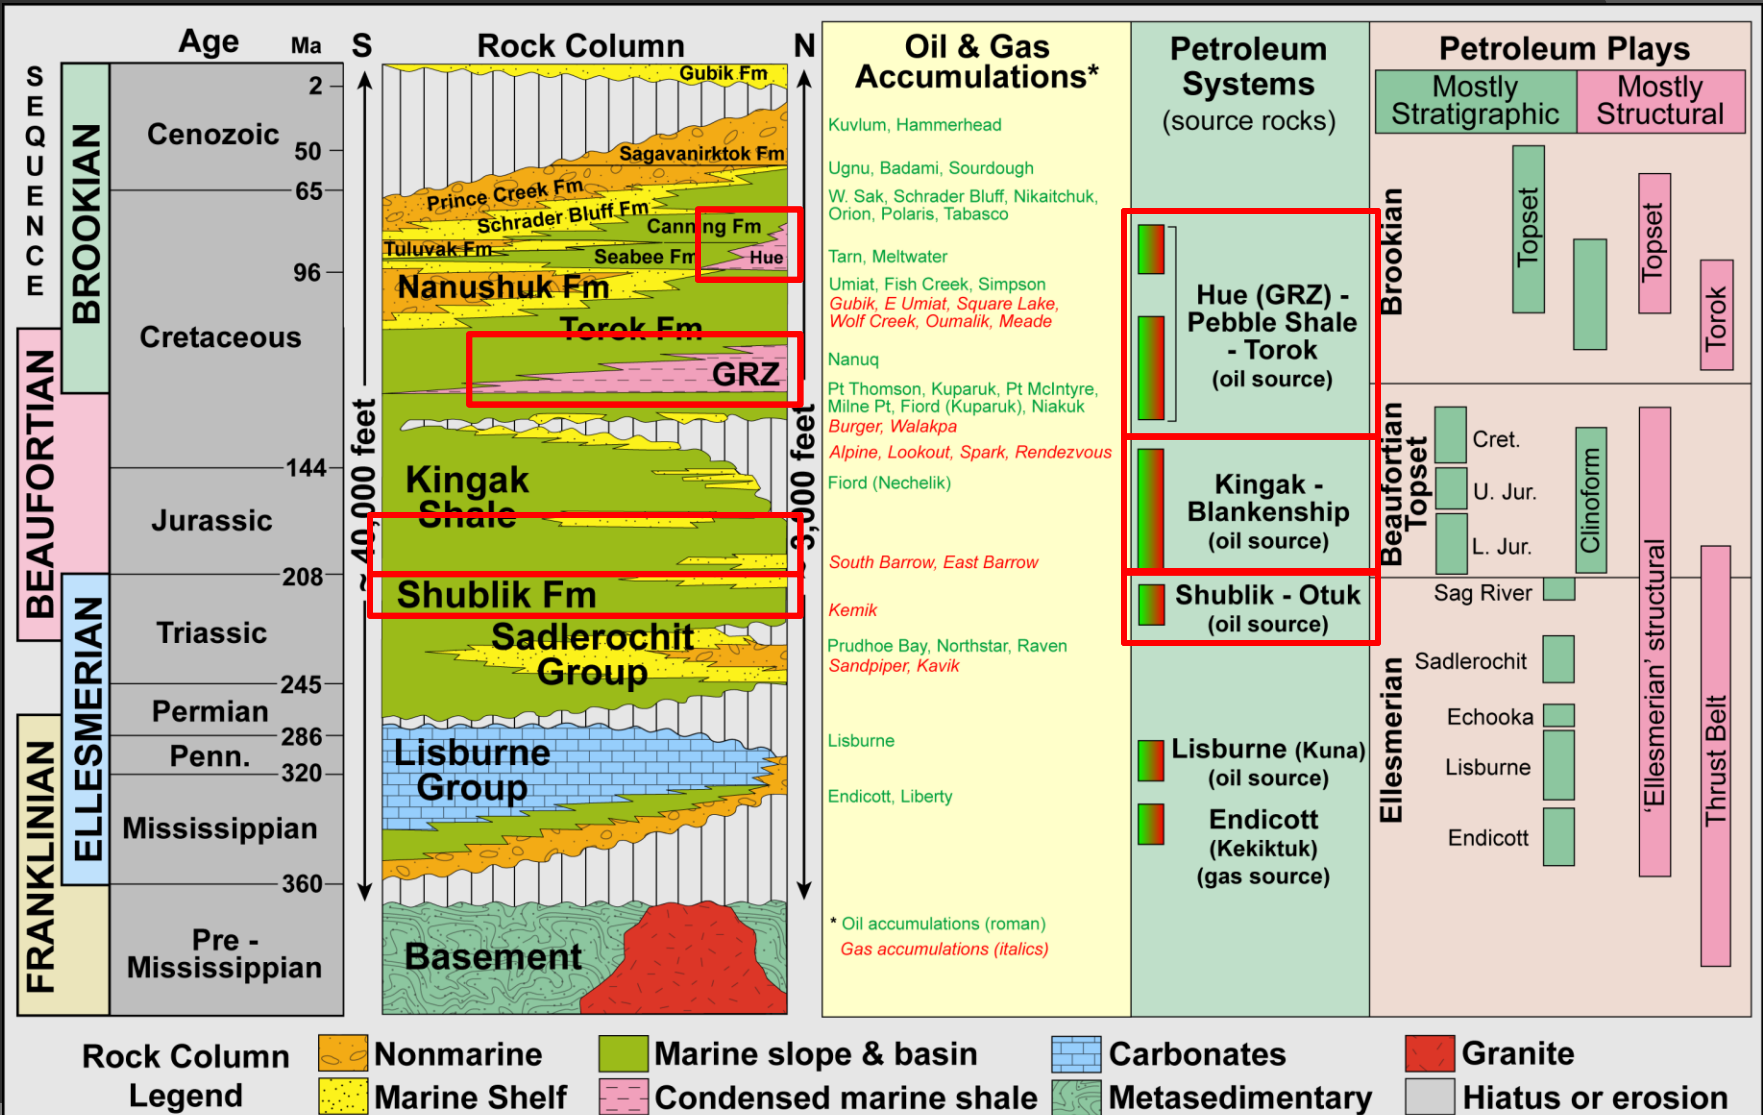 SEQUENCE
Age
Ma
S
Rock Column
N
BROOKIAN
BEAUFORTIAN
ELLESMERIAN
FRANKLINIAN
2
Cenozoic
50
65
96
Cretaceous
144
Jurassic
208
Triassic
245
Permian
286
Penn.
320
Mississippian
360
Pre -
Mississippian
≈ 40,000 feet
3,000 feet
Gubik Fm
Sagavanirktok Fm
Prince Creek Fm
Schrader Bluff Fm
Canning Fm
Tuluvak Fm
Seabee Fm
Hue
Nanushuk Fm
Torok Fm
GRZ
Kingak
Shale
Shublik Fm
Sadlerochit
Group
Lisburne
Group
Basement
Oil & Gas
Accumulations*
Kuvlum, Hammerhead
Ugnu, Badami, Sourdough
W. Sak, Schrader Bluff, Nikaitchuk,
Orion, Polaris, Tabasco
Tarn, Meltwater
Umiat, Fish Creek, Simpson
Gubik, E Umiat, Square Lake,
Wolf Creek, Oumalik, Meade
Nanuq
Pt Thomson, Kuparuk, Pt McIntyre,
Milne Pt, Fiord (Kuparuk), Niakuk
Burger, Walakpa
Alpine, Lookout, Spark, Rendezvous
Fiord (Nechelik)
South Barrow, East Barrow
Kemik
Prudhoe Bay, Northstar, Raven
Sandpiper, Kavik
Lisburne
Endicott, Liberty
* Oil accumulations (roman)
Gas accumulations (italics)
Petroleum
Systems
(source rocks)
Hue (GRZ) -
Pebble Shale
- Torok
(oil source)
Kingak -
Blankenship
(oil source)
Shublik - Otuk
(oil source)
Lisburne (Kuna)
(oil source)
Endicott
(Kekiktuk)
(gas source)
Petroleum Plays
Mostly
Stratigraphic
Mostly
Structural
Brookian
Topset
Topset
Torok
Beaufortian
Topset
Cret.
U. Jur.
L. Jur.
Clinoform
Ellesmerian
Sag River
Sadlerochit
Echooka
Lisburne
Endicott
'Ellesmerian' structural
Thrust Belt
Rock Column
Legend
Nonmarine
Marine Shelf
Marine slope & basin
Condensed marine shale
Carbonates
Metasedimentary
Granite
Hiatus or erosion